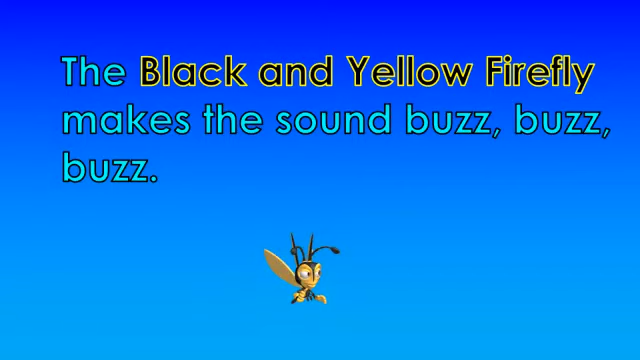 The Black and Yellow Firefly
makes the sound buzz, buzz,
buzz.